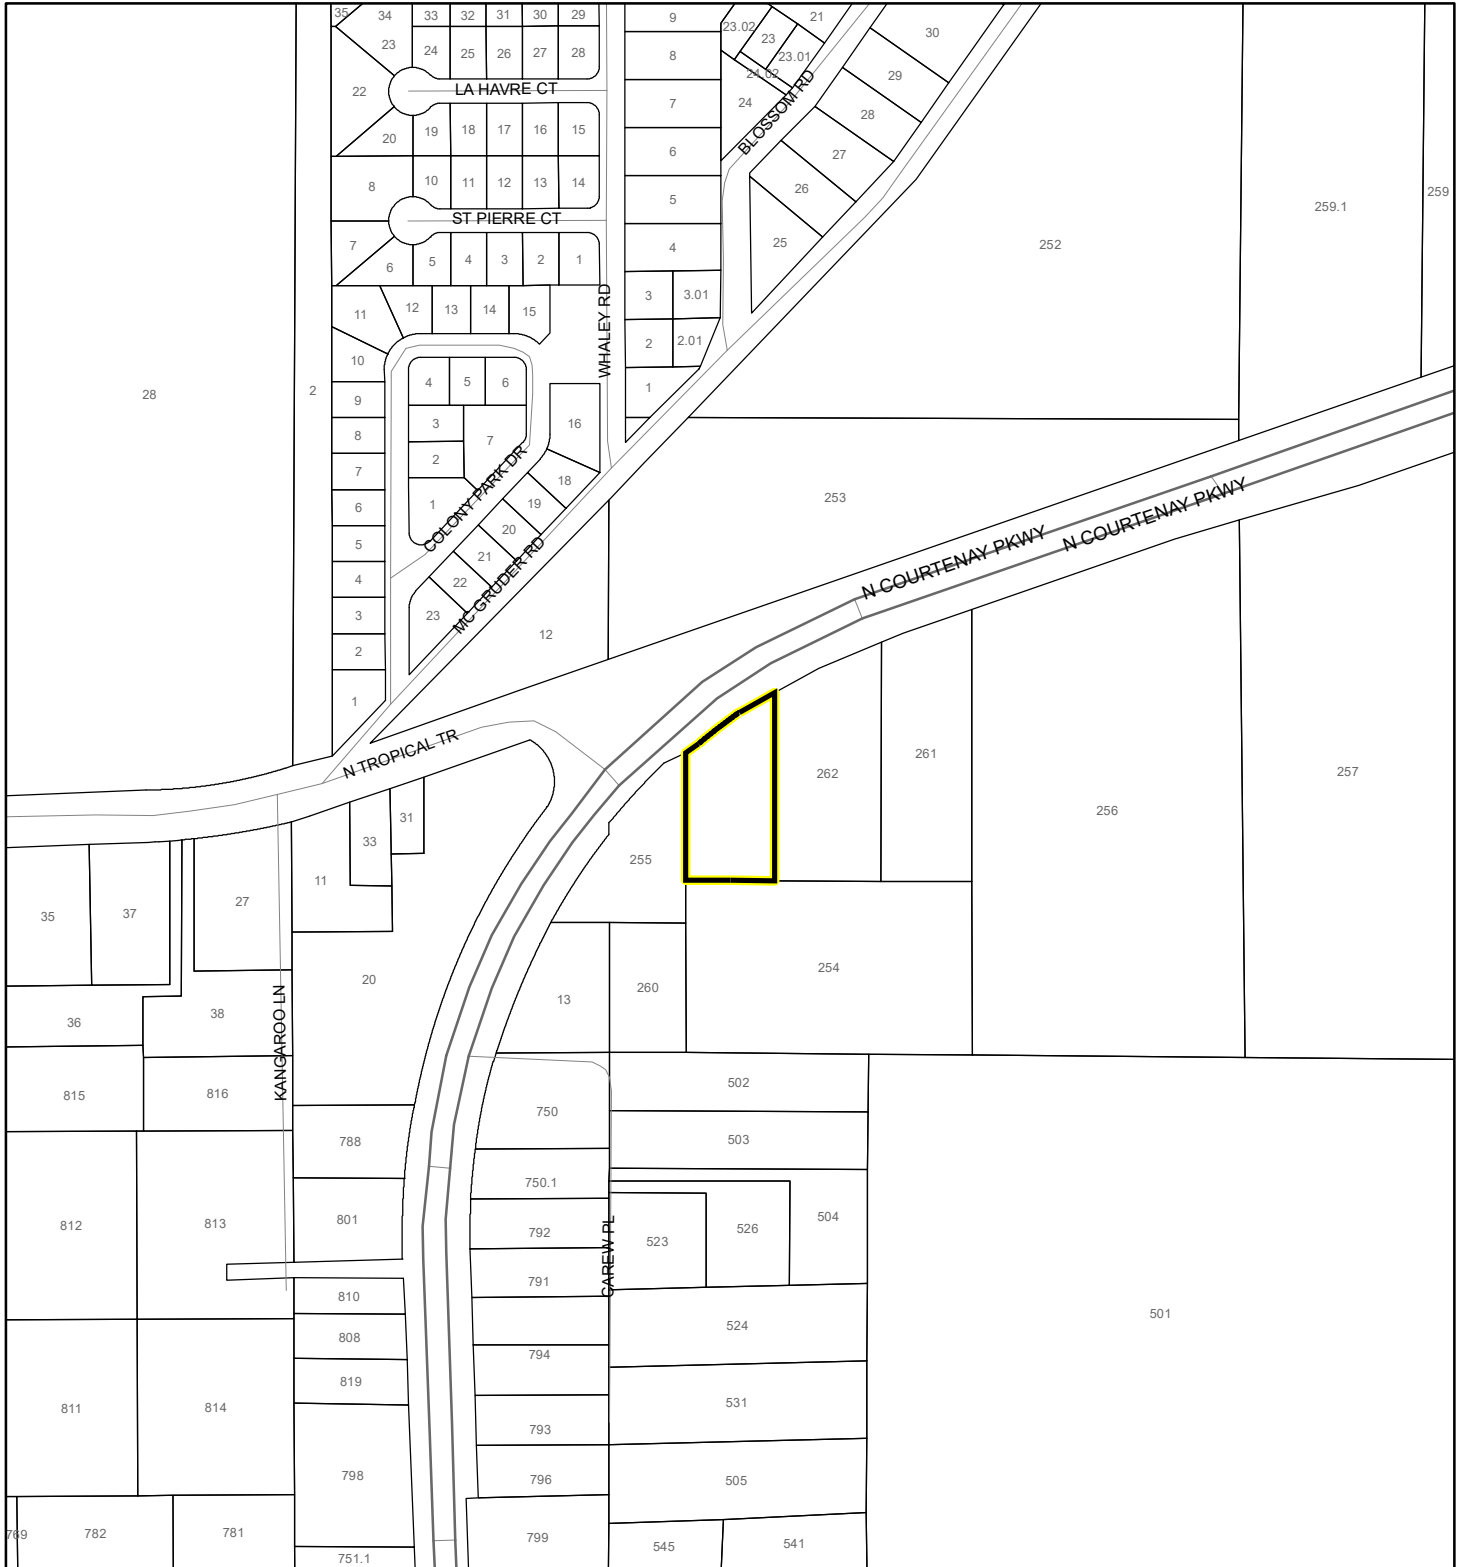 35 34 33 32 31 30 29 9 23.02 23 21 30
23 24 25 26 27 28 8 23.01 29
22 LA HAVRE CT 7 24.02 24 BLOSSOM RD 28
20 19 18 17 16 15 6 27
8 10 11 12 13 14 5 26 259.1 259
ST PIERRE CT
7 6 5 4 3 2 1 4 25 252
11 12 13 14 15 WHALEY RD 3 3.01
10 2 2.01
28 2 9 4 5 6 1
8 3 7 16
7 2 COLONY PARK DR 18
6 1 19 253
5 20 N COURTENAY PKWY
4 21 MC GRUDER RD N COURTENAY PKWY
3 22
2 23 12
1
N TROPICAL TR
262 261 256 257
31
33
11 255
35 37 27
20 254
36 38 KANGAROO LN 13 260
815 816 750 502
788 503
750.1
812 813 801 792 CAREW PL 523 526 504
791
810 524 501
808 794
819
811 814 793 531
798 796 505
769 782 781 799 545 541
751.1